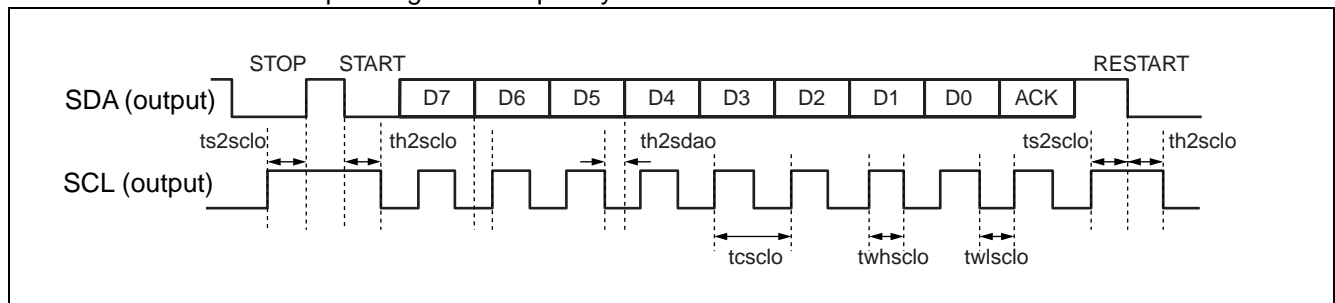 STOP START RESTART
SDA (output) D7 D6 D5 D4 D3 D2 D1 D0 ACK
ts2sclo th2sclo th2sdao ts2sclo th2sclo
SCL (output)
tcsclo twhsclo twlsclo